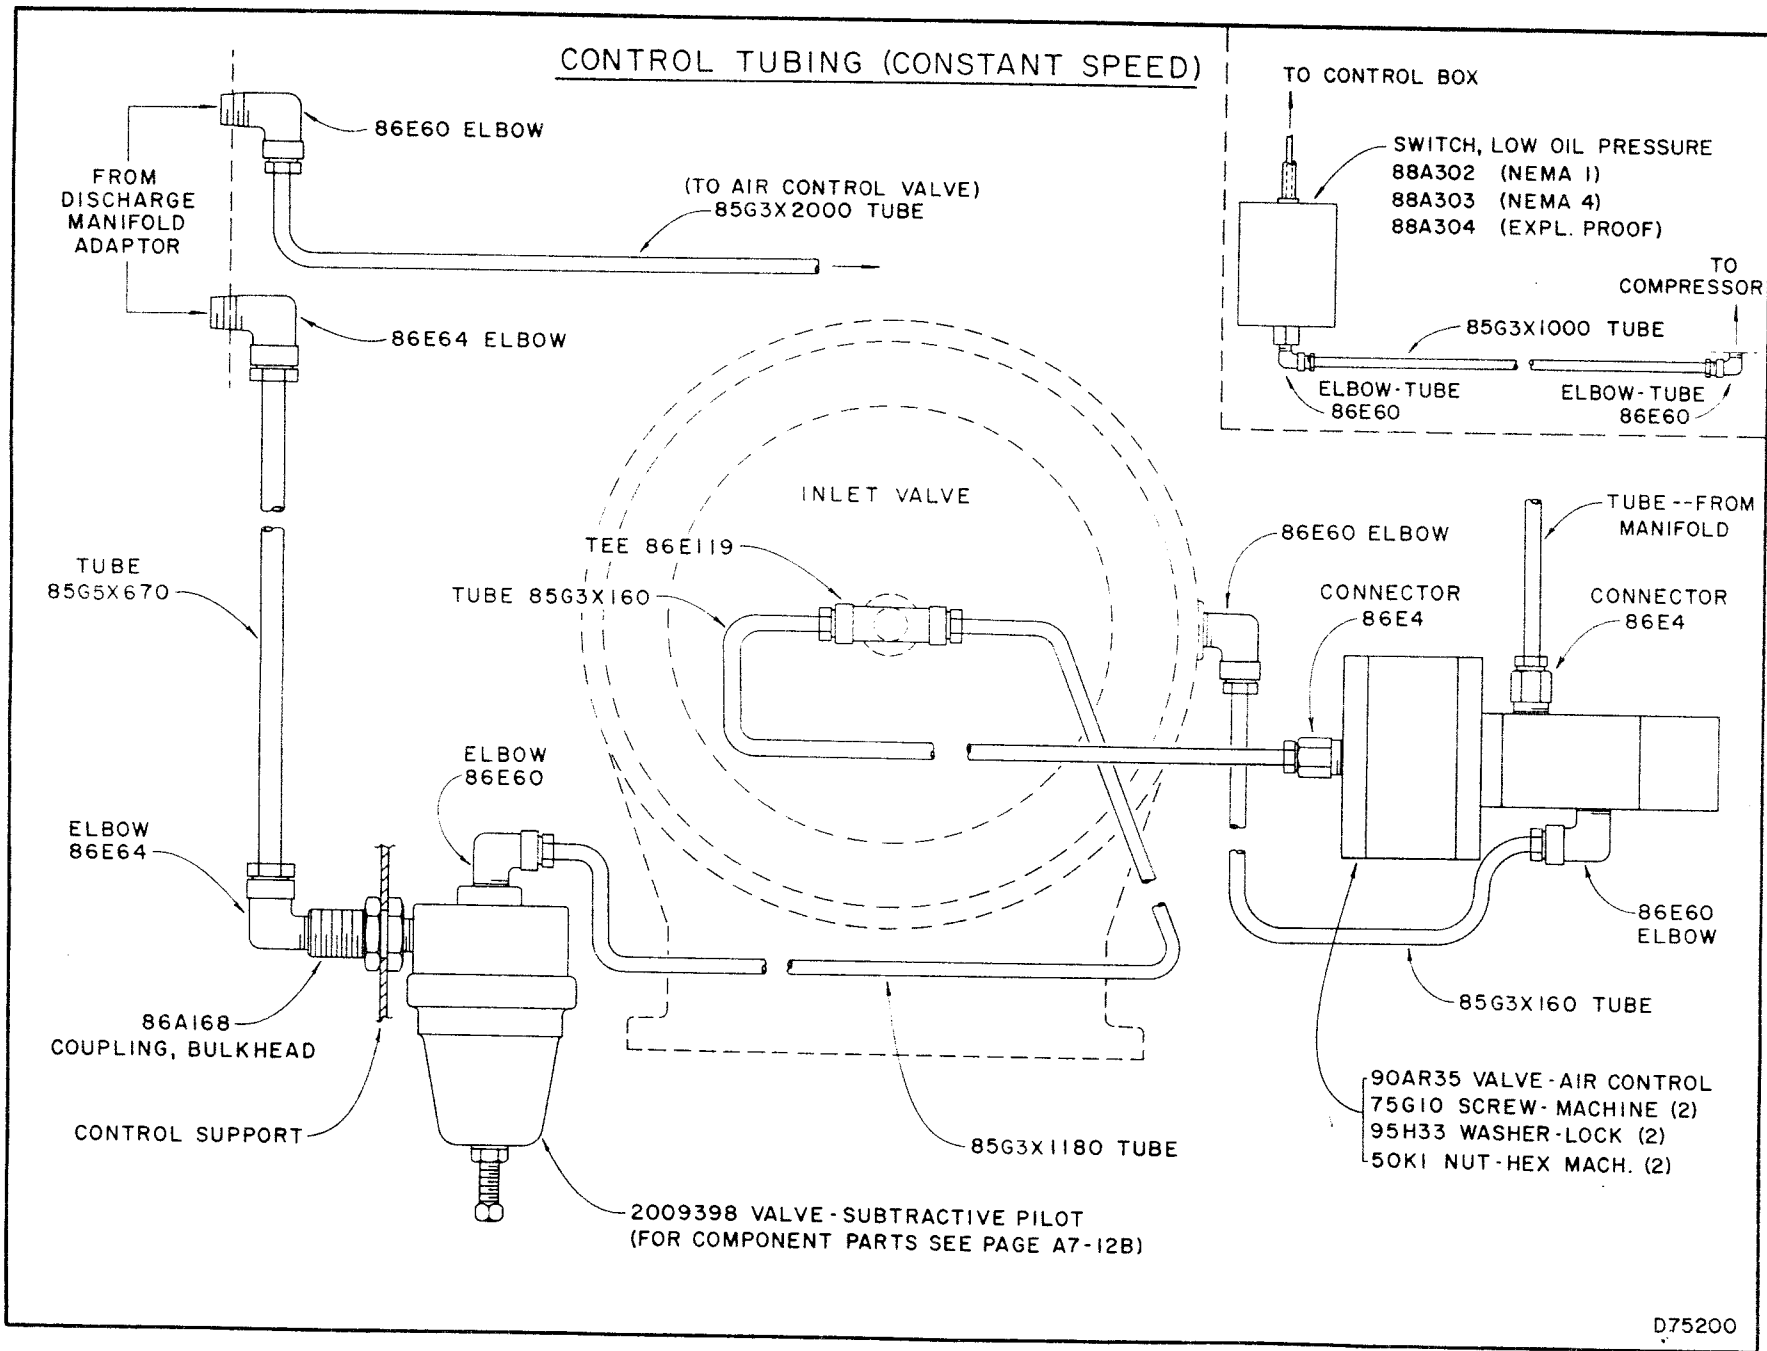 CONTROL TUBING (CONSTANT SPEED)
TO CONTROL BOX
86E60 ELBOW
SWITCH, LOW OIL PRESSURE
88A302 (NEMA 1)
88A303 (NEMA 4)
88A304 (EXPL. PROOF)
FROM
DISCHARGE
MANIFOLD
ADAPTOR
(TO AIR CONTROL VALVE)
85G3X2000 TUBE
TO
COMPRESSOR
86E64 ELBOW
85G3X1000 TUBE
ELBOW-TUBE
86E60
ELBOW-TUBE
86E60
INLET VALVE
TUBE--FROM
MANIFOLD
TEE 86E119
86E60 ELBOW
TUBE
85G5X670
TUBE 85G3X160
CONNECTOR
86E4
CONNECTOR
86E4
ELBOW
86E60
ELBOW
86E64
86E60
ELBOW
85G3X160 TUBE
86A168
COUPLING, BULKHEAD
90AR35 VALVE-AIR CONTROL
75G10 SCREW-MACHINE (2)
95H33 WASHER-LOCK (2)
50K1 NUT-HEX MACH. (2)
CONTROL SUPPORT
85G3X1180 TUBE
2009398 VALVE-SUBTRACTIVE PILOT
(FOR COMPONENT PARTS SEE PAGE A7-12B)
D75200